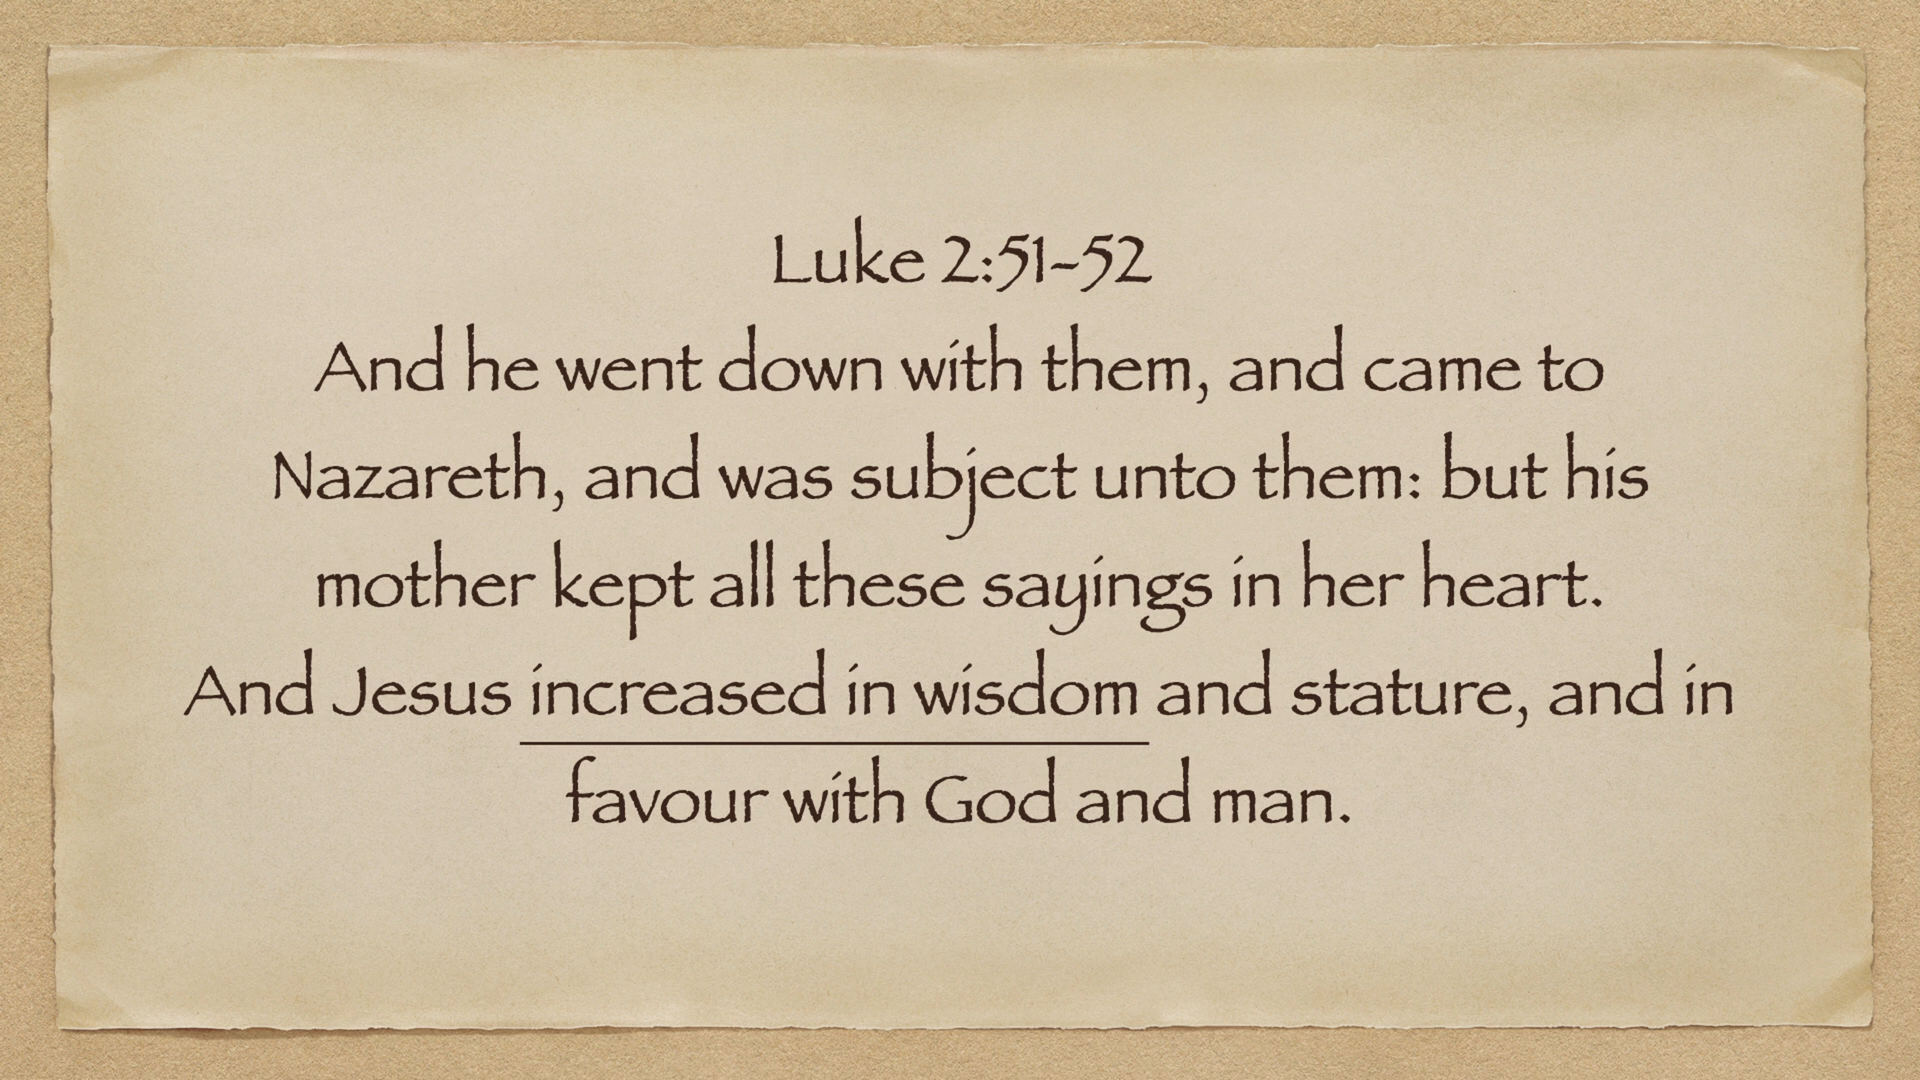 Luke 2:51-52
And he went down with them, and came to
Nazareth, and was subject unto them: but his
mother kept all these sayings in her heart.
And Jesus increased in wisdom and stature, and in
favour with God and man.